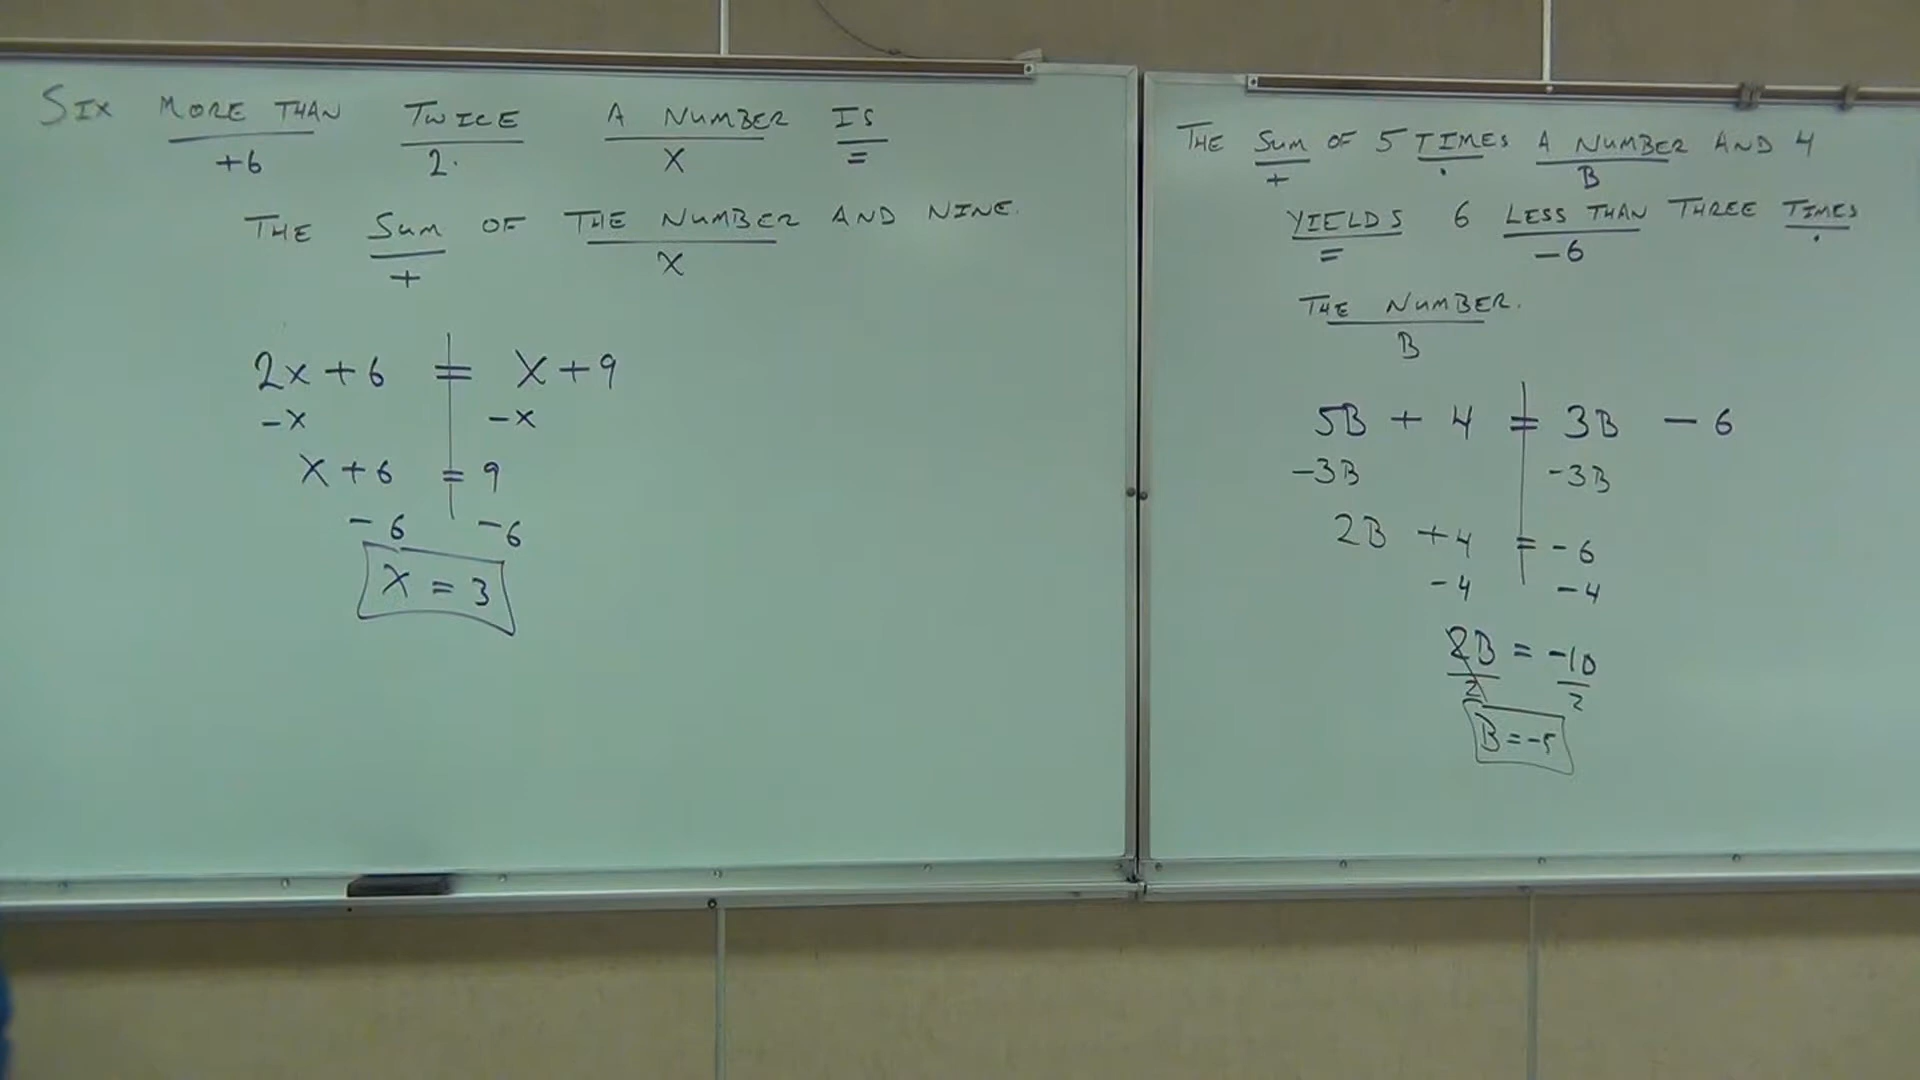 SIX MORE THAN TWICE A NUMBER IS
+6 2· X =
THE SUM OF THE NUMBER AND NINE.
+ X
2x + 6 = X + 9
-X -X
X + 6 = 9
-6 -6
X = 3
THE SUM OF 5 TIMES A NUMBER AND 4
+ · B
YIELDS 6 LESS THAN THREE TIMES
= -6 ·
THE NUMBER.
B
5B + 4 = 3B - 6
-3B -3B
2B + 4 = -6
-4 -4
2B = -10
2 2
B = -5